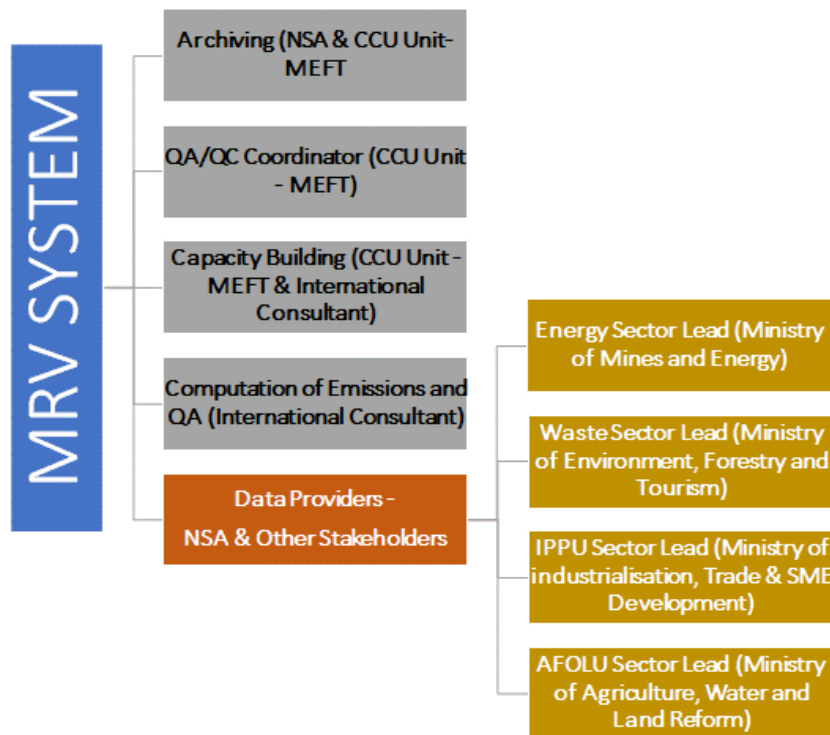 MRV SYSTEM
Archiving (NSA & CCU Unit-
MEFT
QA/QC Coordinator (CCU Unit
- MEFT)
Capacity Building (CCU Unit -
MEFT & International
Consultant)
Computation of Emissions and
QA (International Consultant)
Data Providers -
NSA & Other Stakeholders
Energy Sector Lead (Ministry
of Mines and Energy)
Waste Sector Lead (Ministry
of Environment, Forestry and
Tourism)
IPPU Sector Lead (Ministry of
industrialisation, Trade & SME
Development)
AFOLU Sector Lead (Ministry
of Agriculture, Water and
Land Reform)